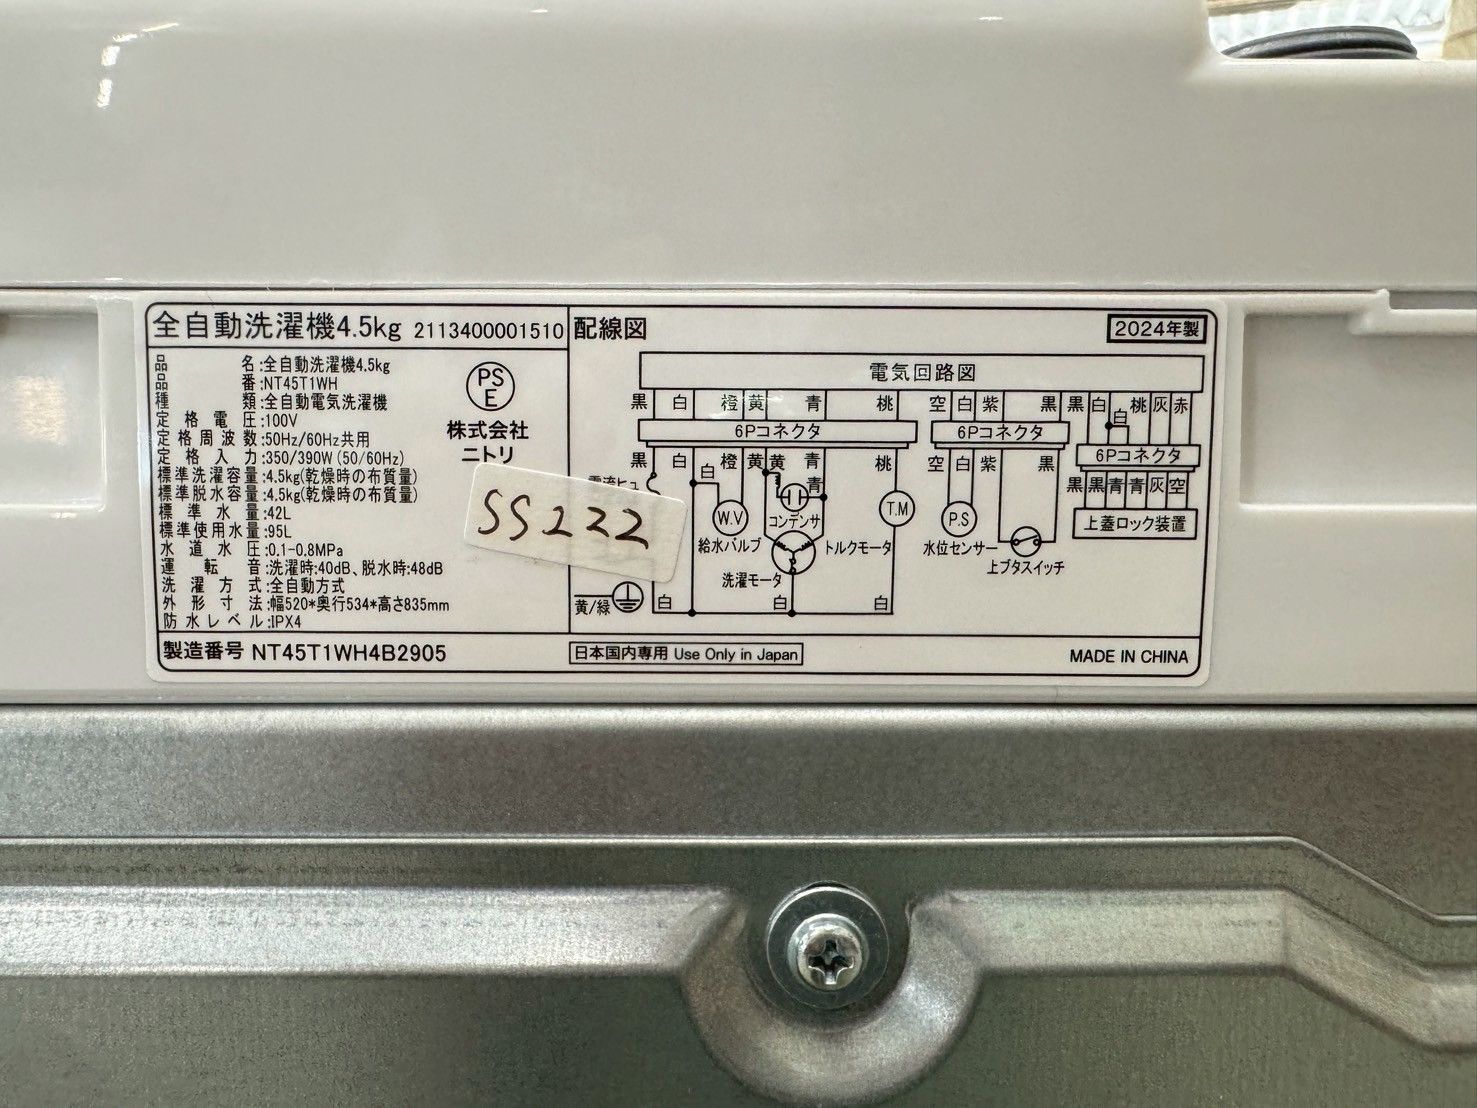 全自動洗濯機4.5kg 2113400001510
品名:全自動洗濯機4.5kg
品番:NT45T1WH
種類:全自動電気洗濯機
定格電圧:100V
定格周波数:50Hz/60Hz共用
定格入力:350/390W(50/60Hz)
標準洗濯容量:4.5kg(乾燥時の布質量)
標準脱水容量:4.5kg(乾燥時の布質量)
標準水量:42L
標準使用水量:95L
水道水圧:0.1-0.8MPa
運転音:洗濯時:40dB、脱水時:48dB
洗濯方式:全自動方式
外形寸法:幅520*奥行534*高さ835mm
防水レベル:IPX4
PS
E
株式会社
ニトリ
SS222
製造番号 NT45T1WH4B2905
配線図
2024年製
電気回路図
黒 白 橙 黄 青 桃 空 白 紫 黒 黒 白 桃 灰 赤
白
6Pコネクタ 6Pコネクタ
6Pコネクタ
黒 白 橙 黄 黄 青 桃 空 白 紫 黒
白 青
黒 黒 青 青 灰 空
電流ヒュ
W.V コンデンサ T.M P.S
上蓋ロック装置
給水バルブ トルクモータ 水位センサー
上ブタスイッチ
洗濯モータ
黄/緑 白 白 白
日本国内専用 Use Only in Japan
MADE IN CHINA